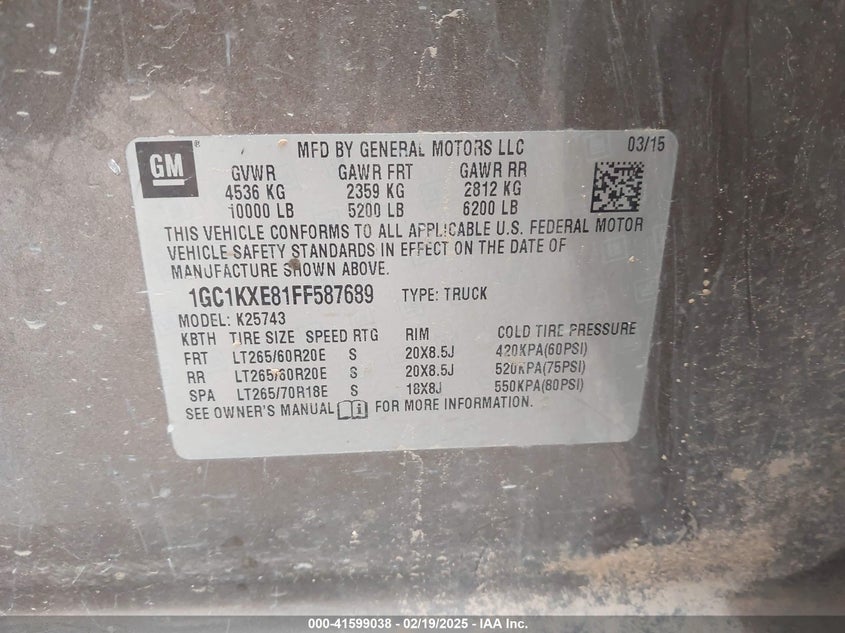 GM
®
MFD BY GENERAL MOTORS LLC 03/15
GVWR GAWR FRT GAWR RR
4536 KG 2359 KG 2812 KG
10000 LB 5200 LB 6200 LB
THIS VEHICLE CONFORMS TO ALL APPLICABLE U.S. FEDERAL MOTOR
VEHICLE SAFETY STANDARDS IN EFFECT ON THE DATE OF
MANUFACTURE SHOWN ABOVE.
1GC1KXE81FF587689 TYPE: TRUCK
MODEL: K25743
KBTH TIRE SIZE SPEED RTG RIM COLD TIRE PRESSURE
FRT LT265/60R20E S 20X8.5J 420KPA(60PSI)
RR LT265/60R20E S 20X8.5J 520KPA(75PSI)
SPA LT265/70R18E S 18X8J 550KPA(80PSI)
SEE OWNER'S MANUAL i FOR MORE INFORMATION.
000-41599038 - 02/19/2025 - IAA Inc.